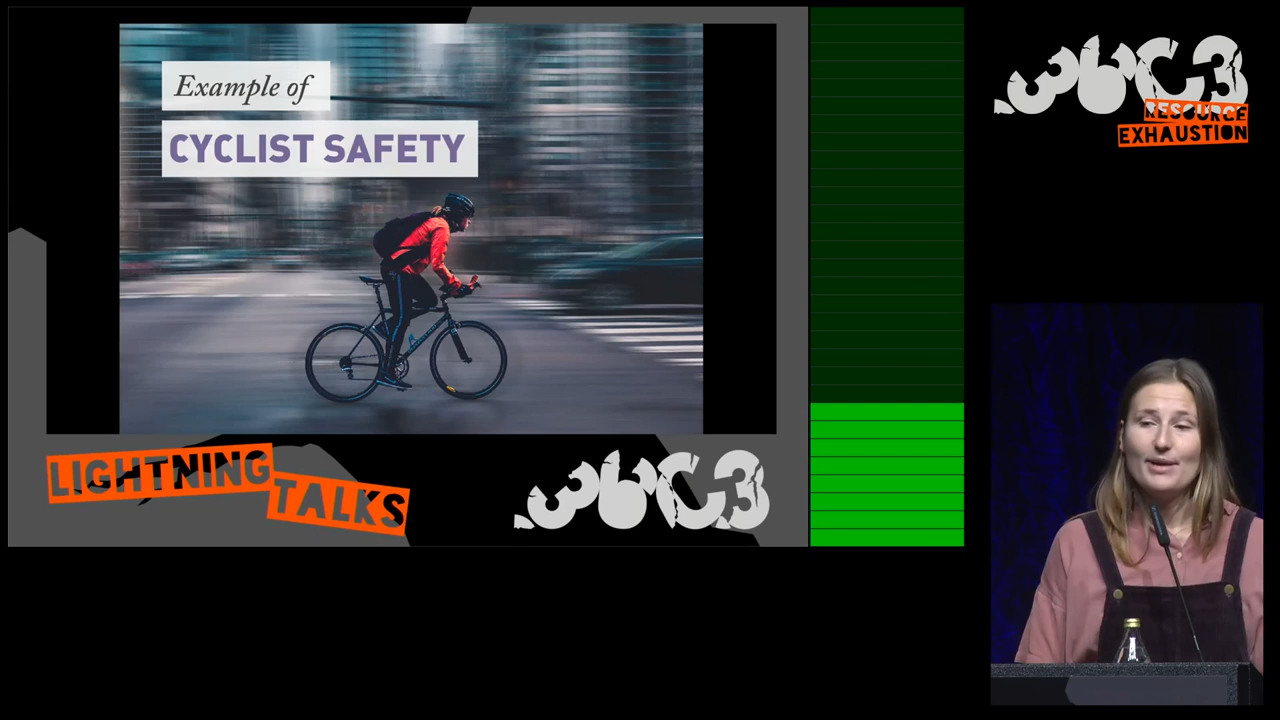 Example of
CYCLIST SAFETY
36C3
RESOURCE
EXHAUSTION
LIGHTNING
TALKS
36C3